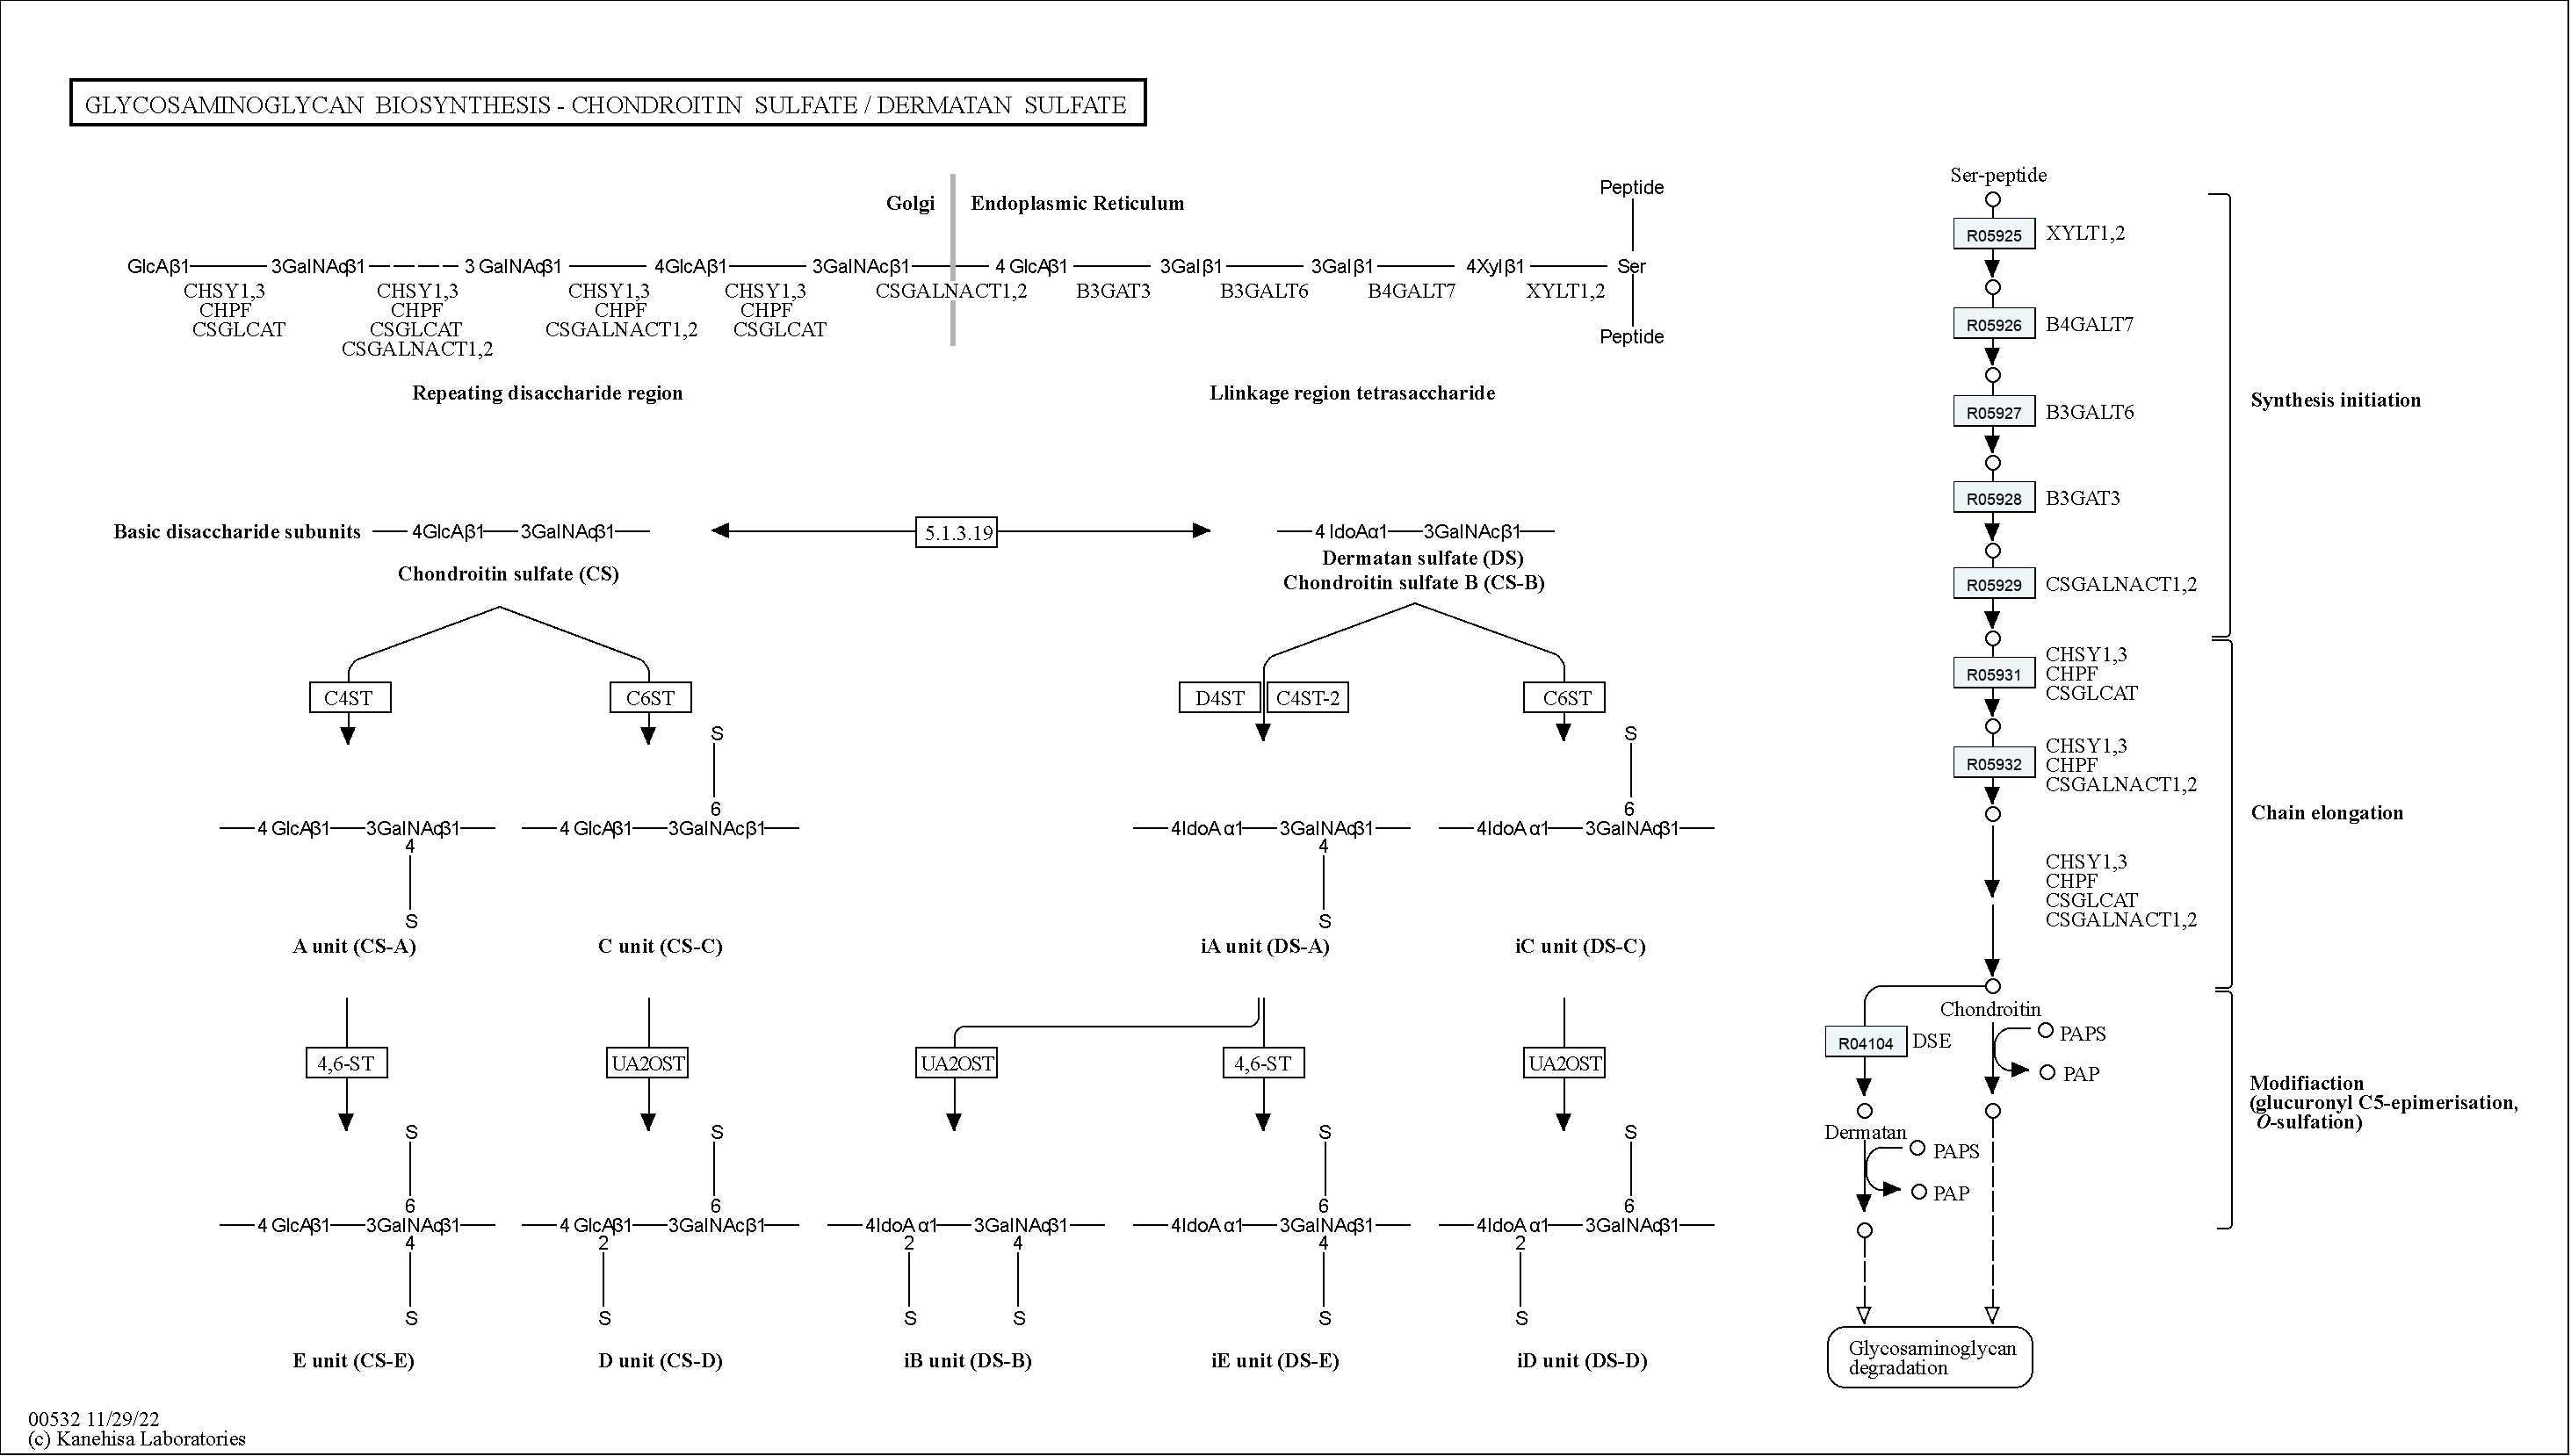 GLYCOSAMINOGLYCAN BIOSYNTHESIS - CHONDROITIN SULFATE / DERMATAN SULFATE
Golgi Endoplasmic Reticulum
Peptide
GlcAβ1 3GalNAcβ1 3 GalNAcβ1 4GlcAβ1 3GalNAcβ1 4 GlcAβ1 3Galβ1 3Galβ1 4Xylβ1 Ser
CHSY1,3 CHSY1,3 CHSY1,3 CHSY1,3 CSGALNACT1,2 B3GAT3 B3GALT6 B4GALT7 XYLT1,2
CHPF CHPF CHPF CHPF
CSGLCAT CSGLCAT CSGALNACT1,2 CSGLCAT
CSGALNACT1,2
Peptide
Repeating disaccharide region Llinkage region tetrasaccharide
Basic disaccharide subunits 4GlcAβ1 3GalNAcβ1 5.1.3.19 4 IdoAα1 3GalNAcβ1
Chondroitin sulfate (CS)
Dermatan sulfate (DS)
Chondroitin sulfate B (CS-B)
C4ST C6ST D4ST C4ST-2 C6ST
S S
6 6
4 GlcAβ1 3GalNAcβ1 4 GlcAβ1 3GalNAcβ1 4IdoA α1 3GalNAcβ1 4IdoA α1 3GalNAcβ1
4 4
S S
A unit (CS-A) C unit (CS-C) iA unit (DS-A) iC unit (DS-C)
4,6-ST UA2OST UA2OST 4,6-ST UA2OST
S S S S
6 6 6 6
4 GlcAβ1 3GalNAcβ1 4 GlcAβ1 3GalNAcβ1 4IdoA α1 3GalNAcβ1 4IdoA α1 3GalNAcβ1 4IdoA α1 3GalNAcβ1
4 2 2 4 4 2
S S S S S S
E unit (CS-E) D unit (CS-D) iB unit (DS-B) iE unit (DS-E) iD unit (DS-D)
Ser-peptide
R05925 XYLT1,2
R05926 B4GALT7
R05927 B3GALT6
R05928 B3GAT3
R05929 CSGALNACT1,2
Synthesis initiation
R05931 CHSY1,3
CHPF
CSGLCAT
R05932 CHSY1,3
CHPF
CSGALNACT1,2
Chain elongation
CHSY1,3
CHPF
CSGLCAT
CSGALNACT1,2
Chondroitin
R04104 DSE
PAPS
PAP
Modifiaction
(glucuronyl C5-epimerisation,
O-sulfation)
Dermatan
PAPS
PAP
Glycosaminoglycan
degradation
00532 11/29/22
(c) Kanehisa Laboratories